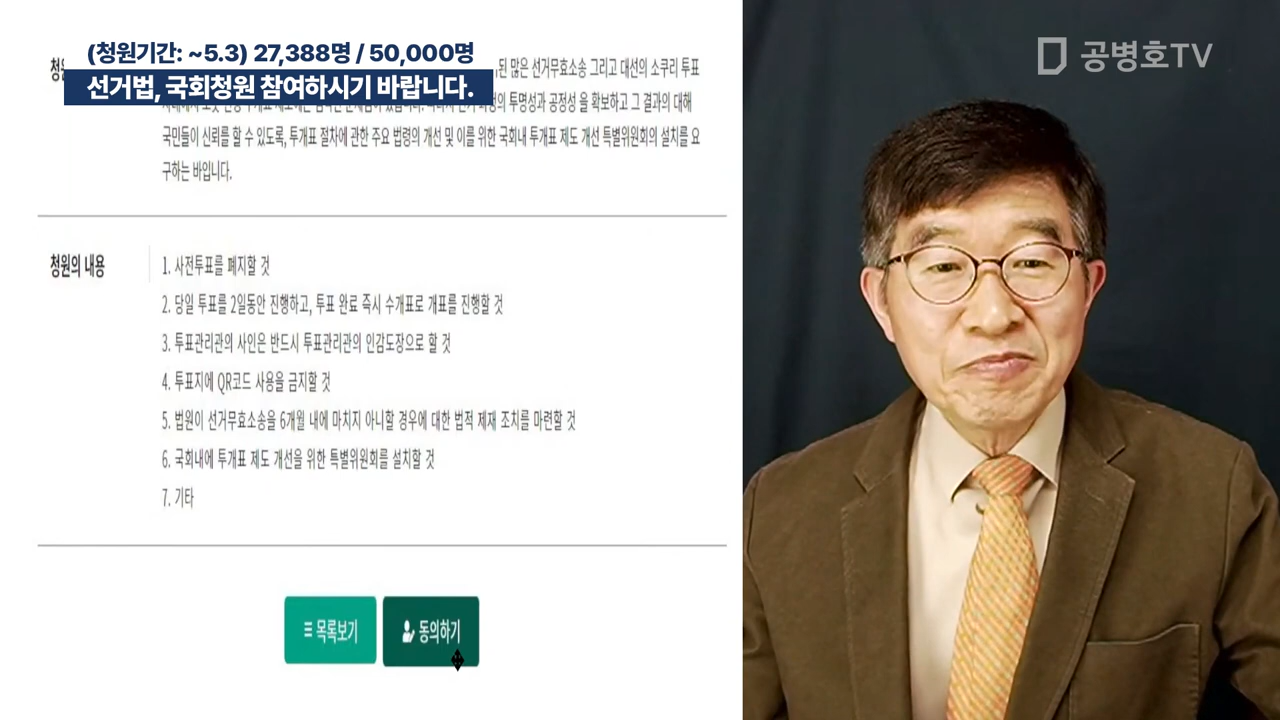 (청원기간: ~5.3) 27,388명 / 50,000명
선거법, 국회청원 참여하시기 바랍니다.
공병호TV
많은 선거무효소송 그리고 대선의 소쿠리 투표
투명성과 공정성 을 확보하고 그 결과의 대해
국민들이 신뢰를 할 수 있도록, 투개표 절차에 관한 주요 법령의 개선 및 이를 위한 국회내 투개표 제도 개선 특별위원회의 설치를 요
구하는 바입니다.
청원의 내용
1. 사전투표를 폐지할 것
2. 당일 투표를 2일동안 진행하고, 투표 완료 즉시 수개표로 개표를 진행할 것
3. 투표관리관의 사인은 반드시 투표관리관의 인감도장으로 할 것
4. 투표지에 QR코드 사용을 금지할 것
5. 법원이 선거무효소송을 6개월 내에 마치지 아니할 경우에 대한 법적 제재 조치를 마련할 것
6. 국회내에 투개표 제도 개선을 위한 특별위원회를 설치할 것
7. 기타
목록보기
동의하기